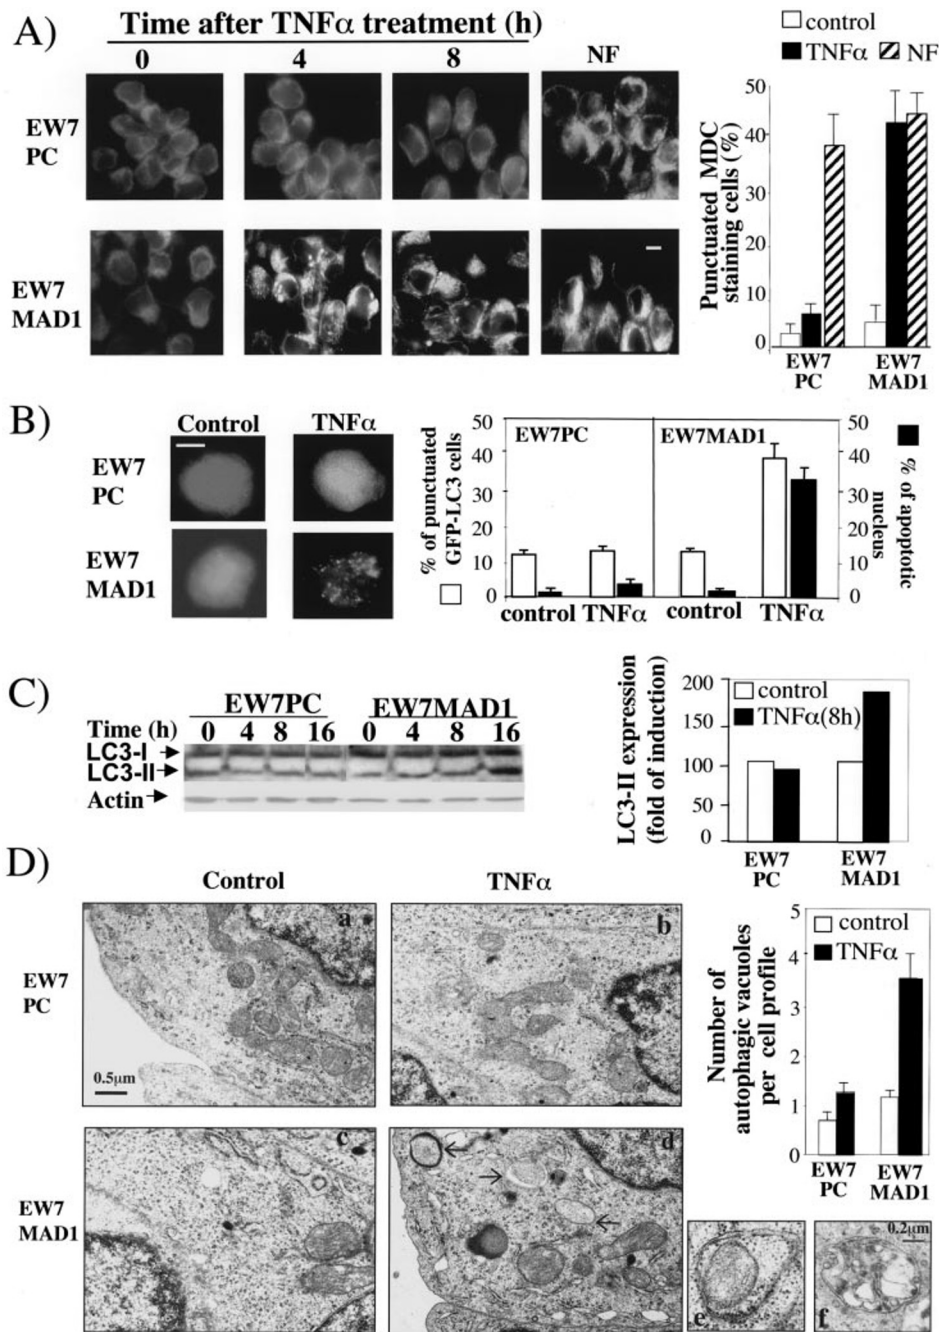 A)
Time after TNFα treatment (h)
0 4 8 NF
EW7
PC
EW7
MAD1
control
TNFα NF
Punctuated MDC
staining cells (%)
50
40
50
20
10
0
EW7
PC
EW7
MAD1
B)
Control TNFα
EW7
PC
EW7
MAD1
% of punctuated
GFP-LC3 cells
50
40
30
20
10
0
EW7PC EW7MAD1
control TNFα control TNFα
50
40
30
20
10
0
% of apoptotic
nucleus
C)
EW7PC EW7MAD1
Time (h) 0 4 8 16 0 4 8 16
LC3-I
LC3-II
Actin
LC3-II expression
(fold of induction)
200
150
100
50
0
control
TNFα(8h)
EW7
PC
EW7
MAD1
D)
Control TNFα
EW7
PC
a
b
0.5μm
EW7
MAD1
c
d
Number of
autophagic vacuoles
per cell profile
5
4
3
2
1
0
control
TNFα
EW7
PC
EW7
MAD1
e
0.2μm
f